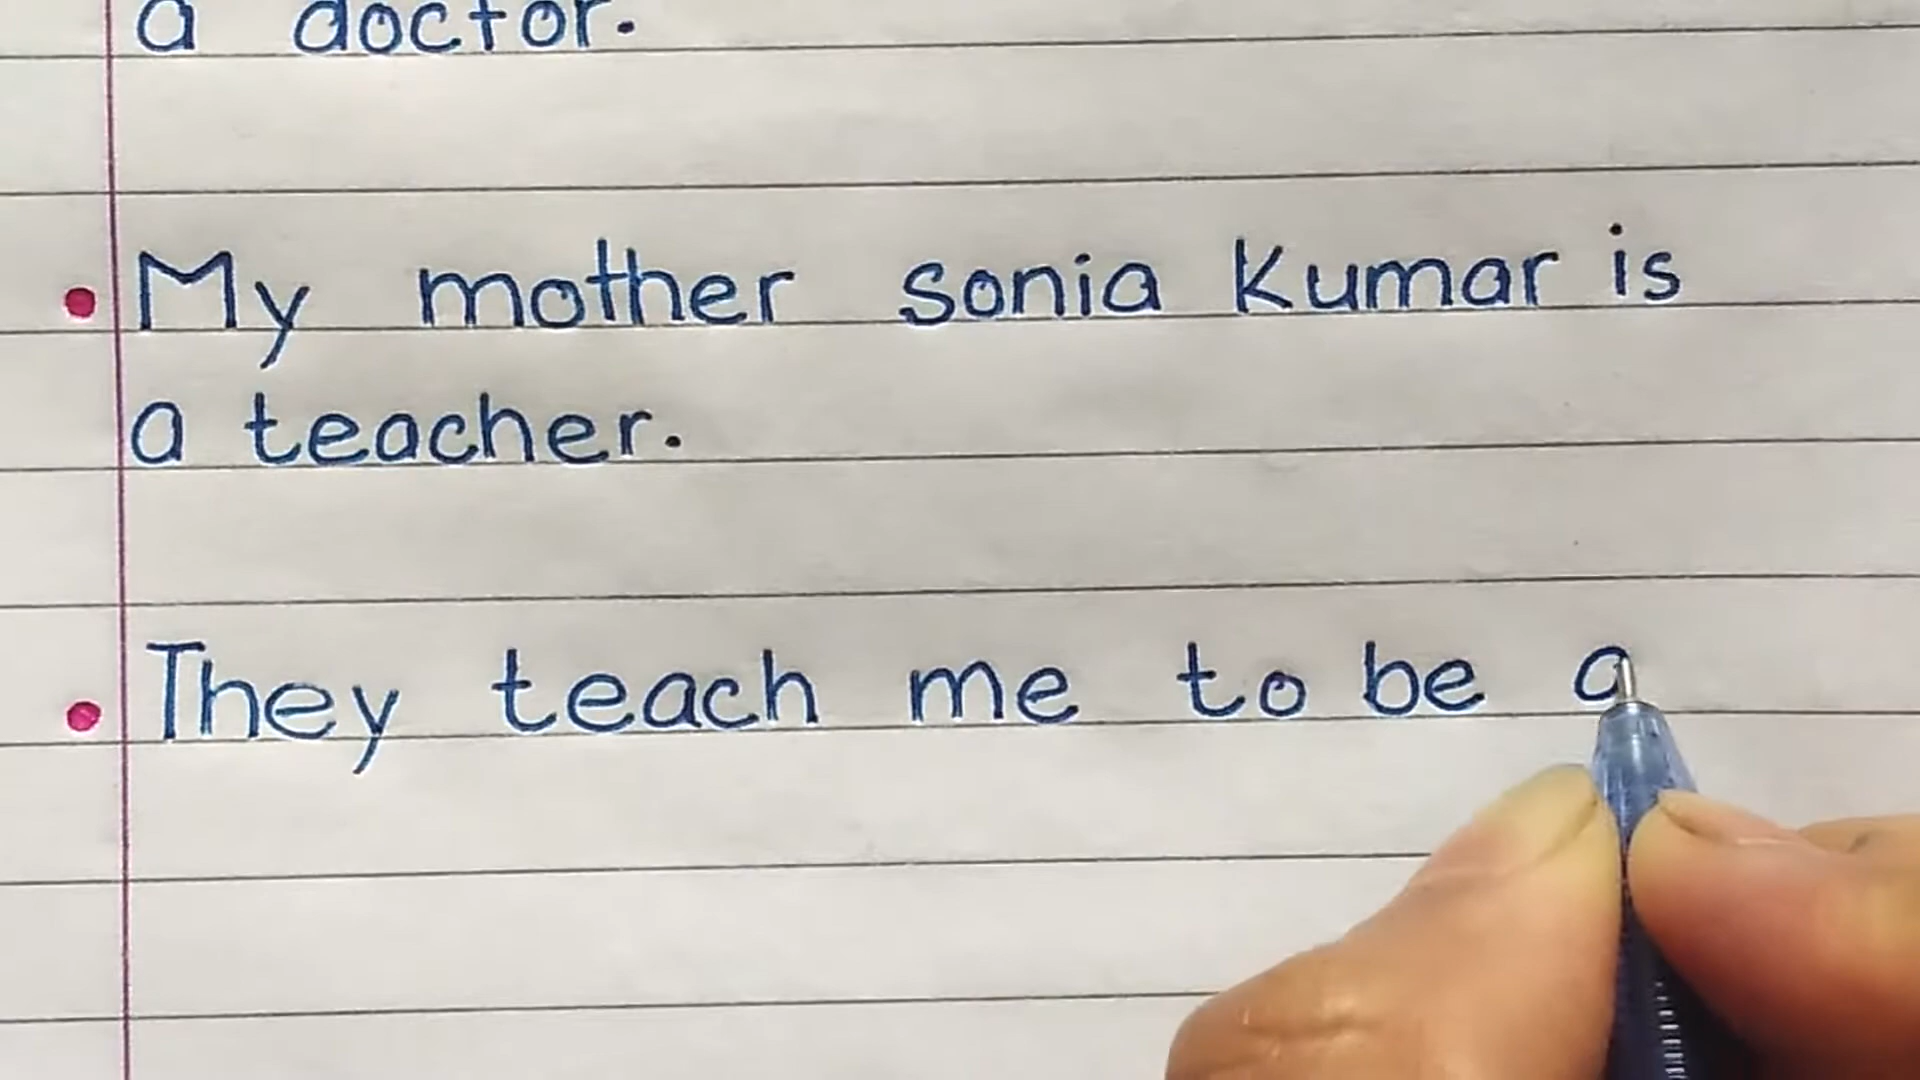 a doctor.
• My mother sonia Kumar is
a teacher.
• They teach me to be a